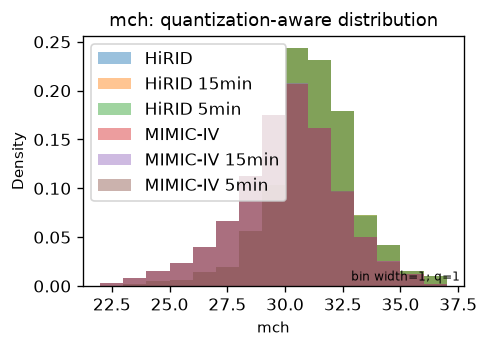 mch: quantization-aware distribution
Density
0.25
0.20
0.15
0.10
0.05
0.00
HiRID
HiRID 15min
HiRID 5min
MIMIC-IV
MIMIC-IV 15min
MIMIC-IV 5min
bin width=1; q=1
22.5 25.0 27.5 30.0 32.5 35.0 37.5
mch